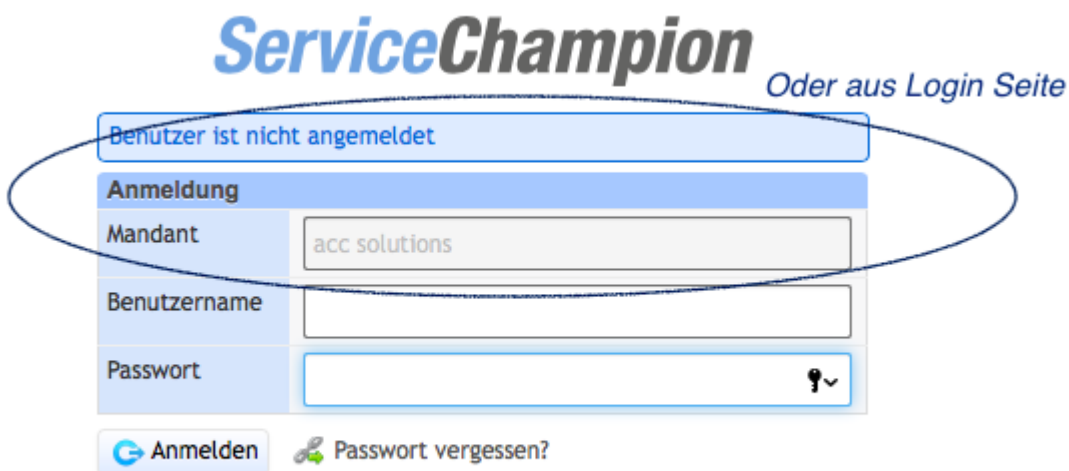 ServiceChampion
Oder aus Login Seite
Benutzer ist nicht angemeldet
Anmeldung
Mandant
acc solutions
Benutzername
Passwort
Anmelden Passwort vergessen?